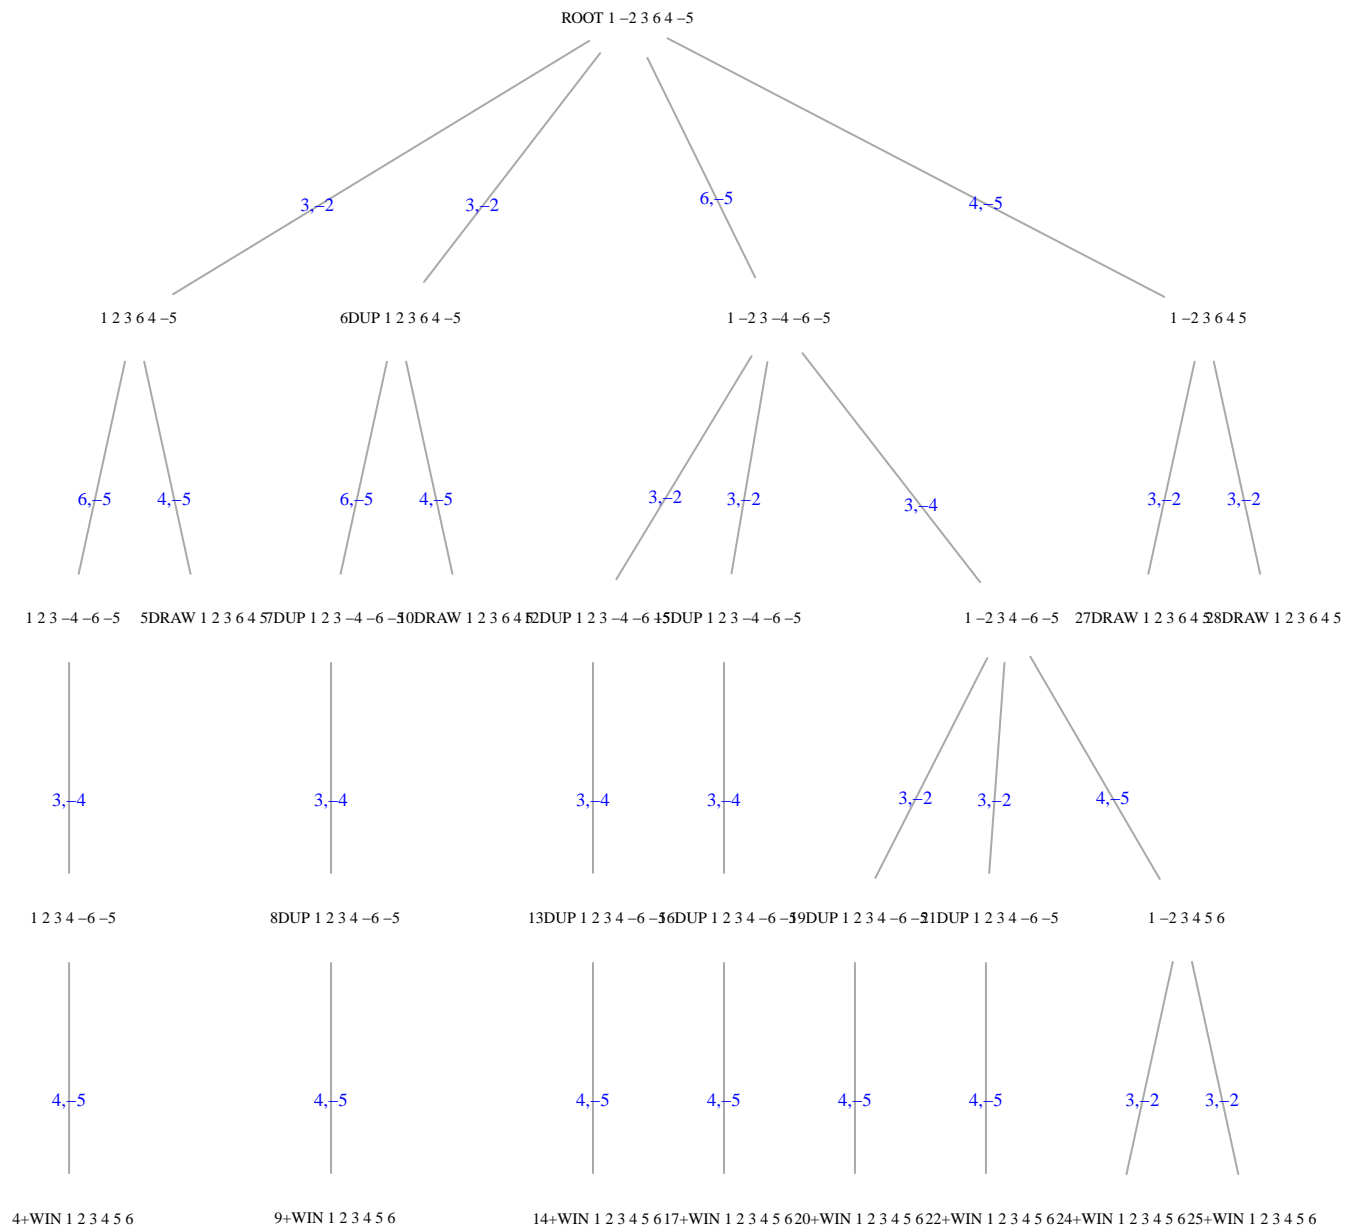 ROOT 1 −2 3 6 4 −5
3,−2 3,−2 6,−5 4,−5
1 2 3 6 4 −5 6DUP 1 2 3 6 4 −5 1 −2 3 −4 −6 −5 1 −2 3 6 4 5
6,−5 4,−5 6,−5 4,−5 3,−2 3,−2 3,−4 3,−2 3,−2
1 2 3 −4 −6 −5 5DRAW 1 2 3 6 4 5 7DUP 1 2 3 −4 −6 −5 10DRAW 1 2 3 6 4 5 12DUP 1 2 3 −4 −6 −5 15DUP 1 2 3 −4 −6 −5 1 −2 3 4 −6 −5 27DRAW 1 2 3 6 4 5 28DRAW 1 2 3 6 4 5
3,−4 3,−4 3,−4 3,−4 3,−2 3,−2 4,−5
1 2 3 4 −6 −5 8DUP 1 2 3 4 −6 −5 13DUP 1 2 3 4 −6 −5 16DUP 1 2 3 4 −6 −5 19DUP 1 2 3 4 −6 −5 21DUP 1 2 3 4 −6 −5 1 −2 3 4 5 6
4,−5 4,−5 4,−5 4,−5 4,−5 4,−5 3,−2 3,−2
4+WIN 1 2 3 4 5 6 9+WIN 1 2 3 4 5 6 14+WIN 1 2 3 4 5 6 17+WIN 1 2 3 4 5 6 20+WIN 1 2 3 4 5 6 22+WIN 1 2 3 4 5 6 24+WIN 1 2 3 4 5 6 25+WIN 1 2 3 4 5 6